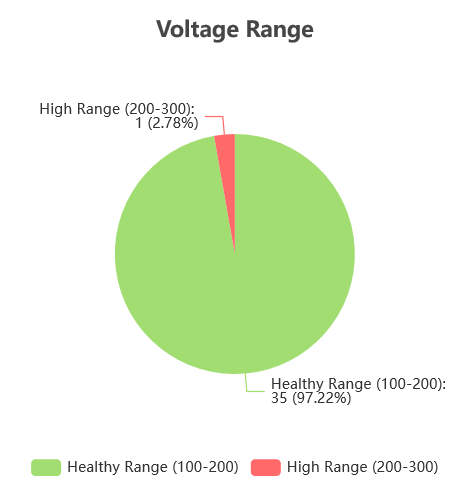 Voltage Range
High Range (200-300):
1 (2.78%)
Healthy Range (100-200):
35 (97.22%)
Healthy Range (100-200)
High Range (200-300)